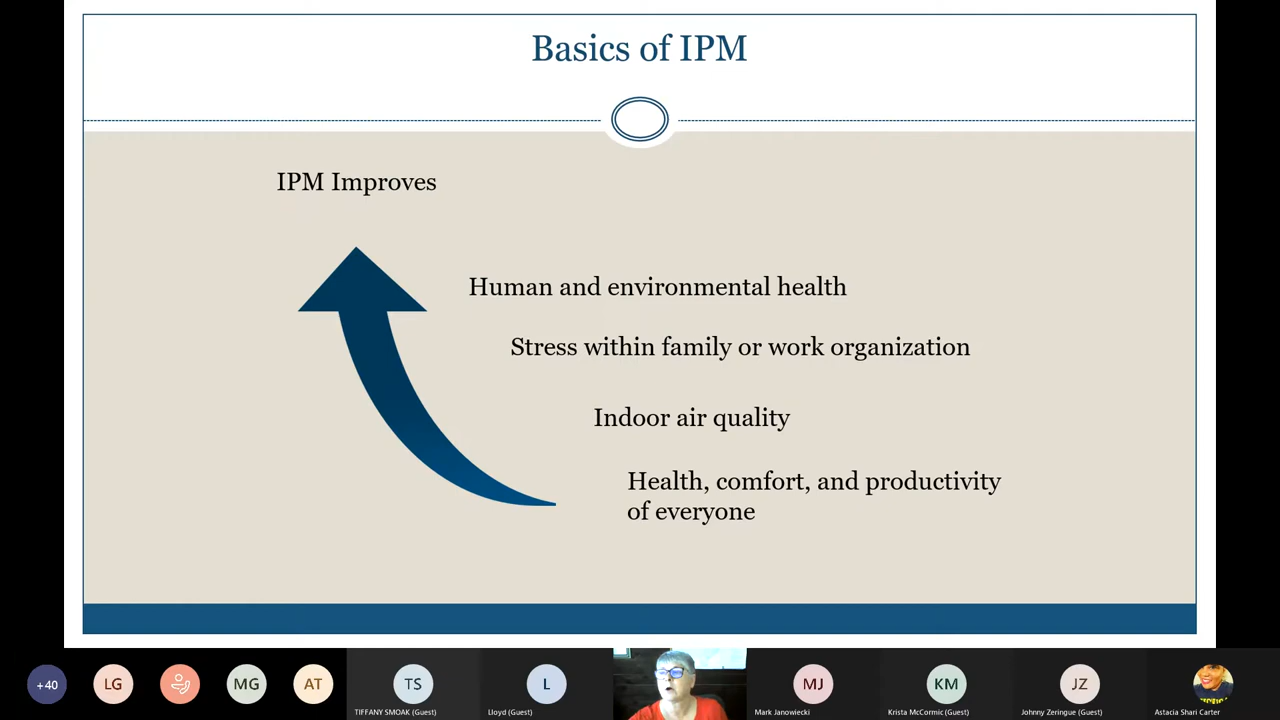 Basics of IPM
IPM Improves
Human and environmental health
Stress within family or work organization
Indoor air quality
Health, comfort, and productivity
of everyone
+40
LG
MG
AT
TS
TIFFANY SMOAK (Guest)
L
Lloyd (Guest)
MJ
Mark Janowiecki
KM
Krista McCormic (Guest)
JZ
Johnny Zeringue (Guest)
Astacia Shari Carter